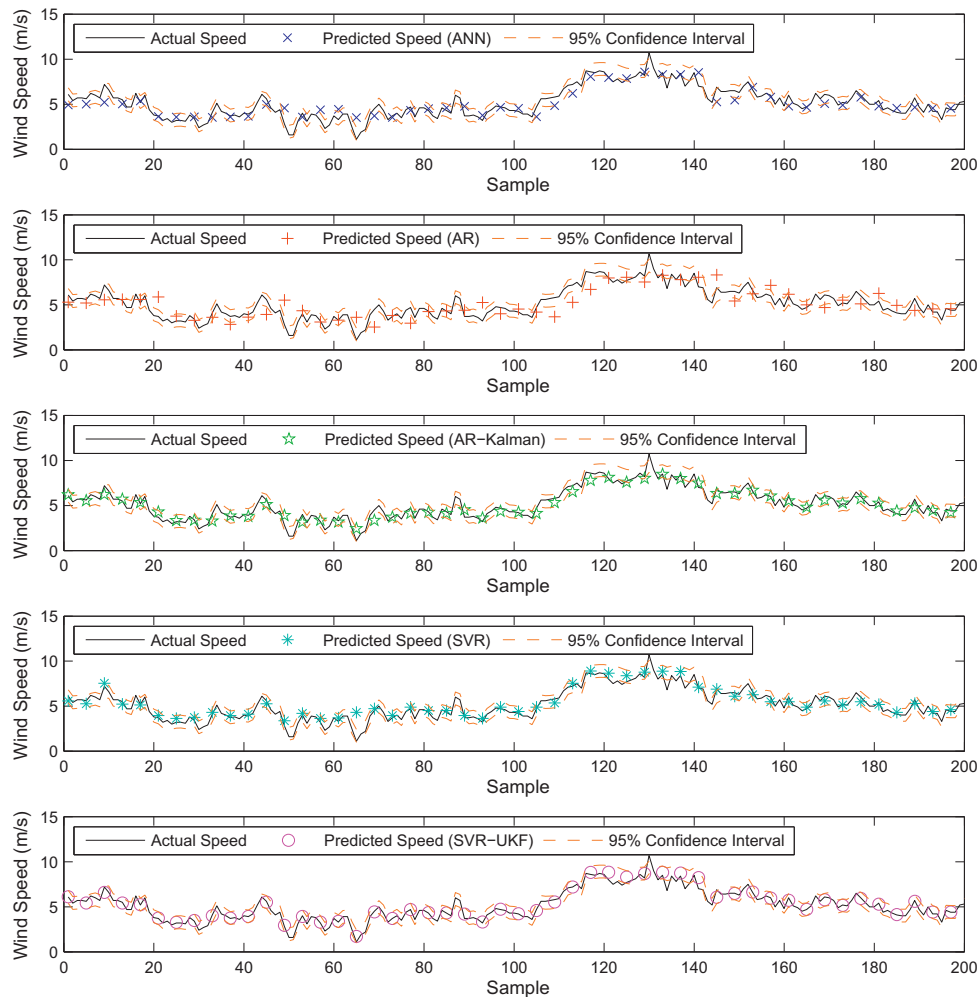 Wind Speed (m/s)
15
10
5
0
Actual Speed
Predicted Speed (ANN)
95% Confidence Interval
0 20 40 60 80 100 120 140 160 180 200
Sample
Wind Speed (m/s)
15
10
5
0
Actual Speed
Predicted Speed (AR)
95% Confidence Interval
0 20 40 60 80 100 120 140 160 180 200
Sample
Wind Speed (m/s)
15
10
5
0
Actual Speed
Predicted Speed (AR−Kalman)
95% Confidence Interval
0 20 40 60 80 100 120 140 160 180 200
Sample
Wind Speed (m/s)
15
10
5
0
Actual Speed
Predicted Speed (SVR)
95% Confidence Interval
0 20 40 60 80 100 120 140 160 180 200
Sample
Wind Speed (m/s)
15
10
5
0
Actual Speed
Predicted Speed (SVR−UKF)
95% Confidence Interval
0 20 40 60 80 100 120 140 160 180 200
Sample